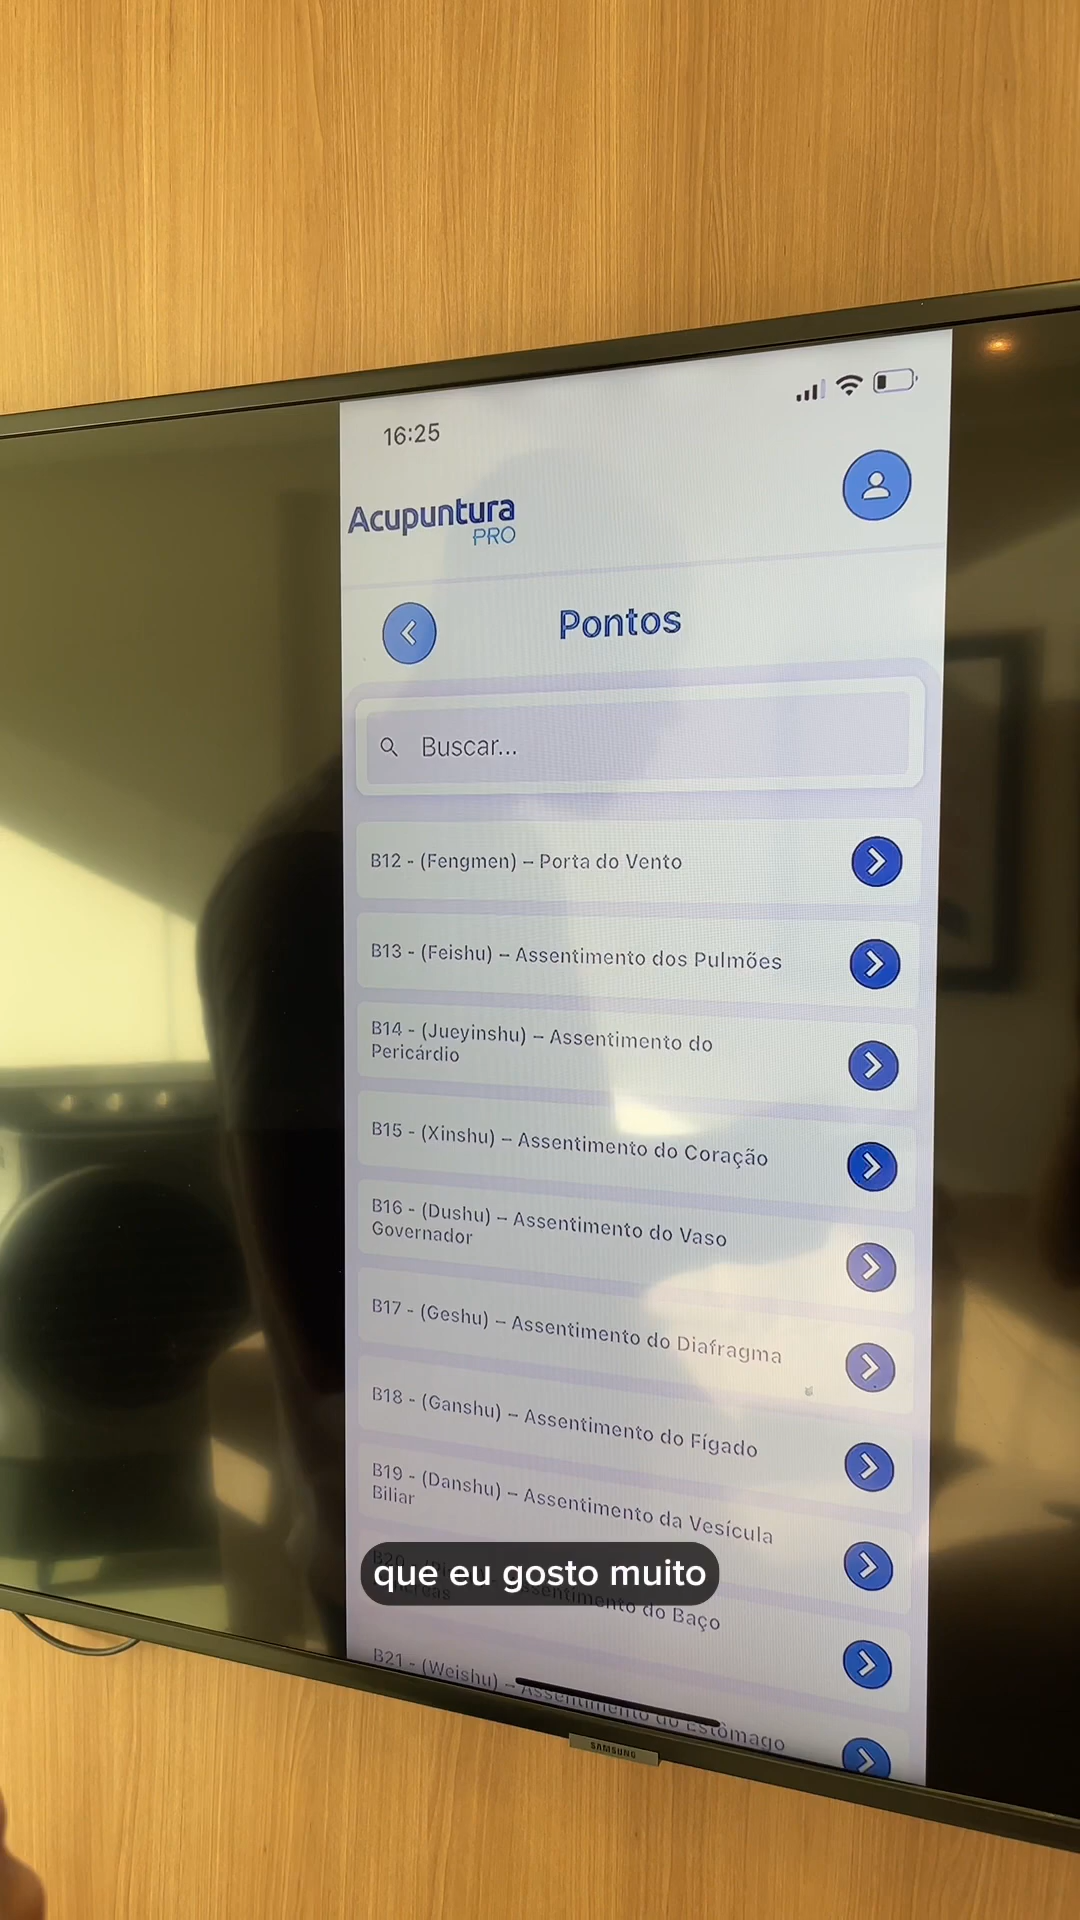 16:25
Acupuntura
PRO
Pontos
Buscar...
B12 - (Fengmen) – Porta do Vento
B13 - (Feishu) – Assentimento dos Pulmões
B14 - (Jueyinshu) – Assentimento do
Pericárdio
B15 - (Xinshu) – Assentimento do Coração
B16 - (Dushu) – Assentimento do Vaso
Governador
B17 - (Geshu) – Assentimento do Diafragma
B18 - (Ganshu) – Assentimento do Fígado
B19 - (Danshu) – Assentimento da Vesícula
Biliar
que eu gosto muito
B20 - Assentimento do Baço
B21 - (Weishu) – Assentimento do Estômago
SAMSUNG